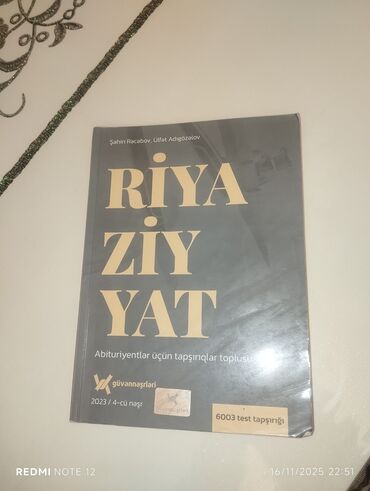 Şahin Rəcəbov, Ülfət Adıgözəlov
RİYA
ZİY
YAT
Abituriyentlər üçün tapşırıqlar toplusu
güvənnəşrləri
2023 / 4-cü nəşr
6003 test tapşırığı
REDMI NOTE 12
16/11/2025 22:51